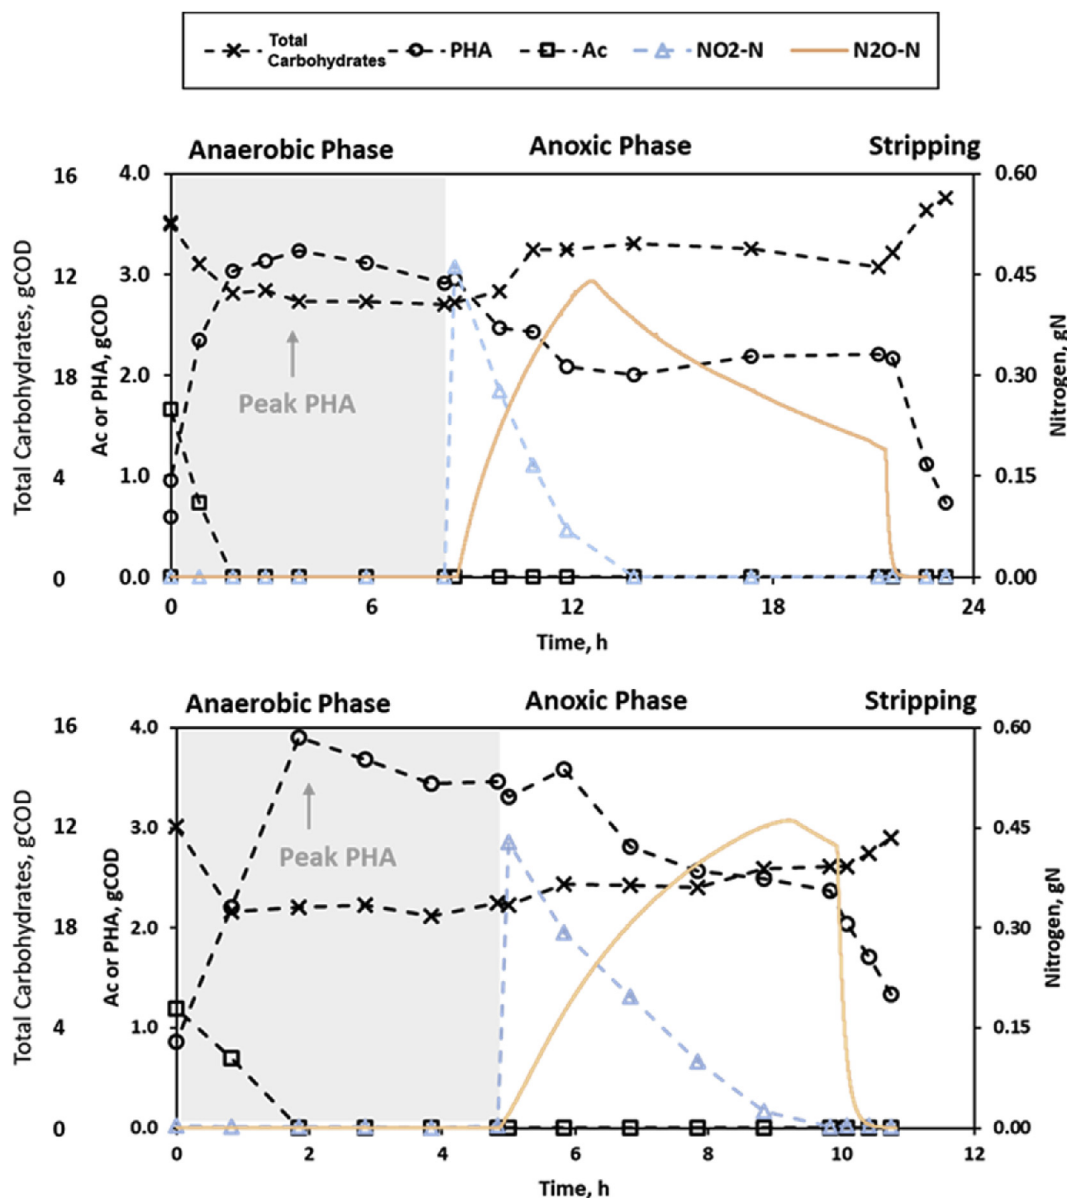 Total Carbohydrates PHA Ac NO2-N N2O-N
Anaerobic Phase Anoxic Phase Stripping
16 4.0 0.60
12 3.0 0.45
18 2.0 0.30
4 1.0 0.15
0 0.0 0.00
Total Carbohydrates, gCOD
Ac or PHA, gCOD
Peak PHA
Nitrogen, gN
0 6 12 18 24
Time, h
Anaerobic Phase Anoxic Phase Stripping
16 4.0 0.60
12 3.0 0.45
18 2.0 0.30
4 1.0 0.15
0 0.0 0.00
Total Carbohydrates, gCOD
Ac or PHA, gCOD
Peak PHA
Nitrogen, gN
0 2 4 6 8 10 12
Time, h